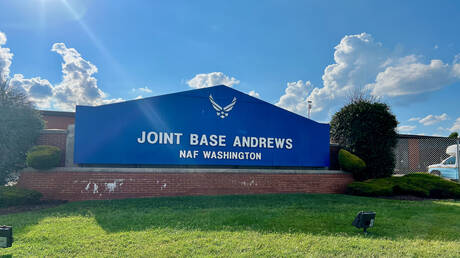 JOINT BASE ANDREWS
NAF WASHINGTON